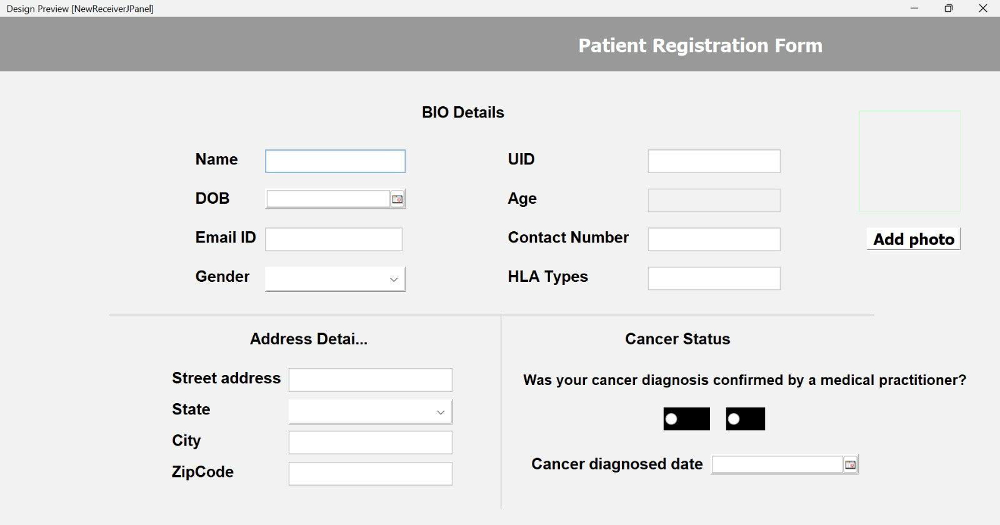 Design Preview [NewReceiverJPanel]
Patient Registration Form
BIO Details
Name
UID
DOB
Age
Email ID
Contact Number
Add photo
Gender
HLA Types
Address Detai...
Cancer Status
Street address
Was your cancer diagnosis confirmed by a medical practitioner?
State
City
Cancer diagnosed date
ZipCode